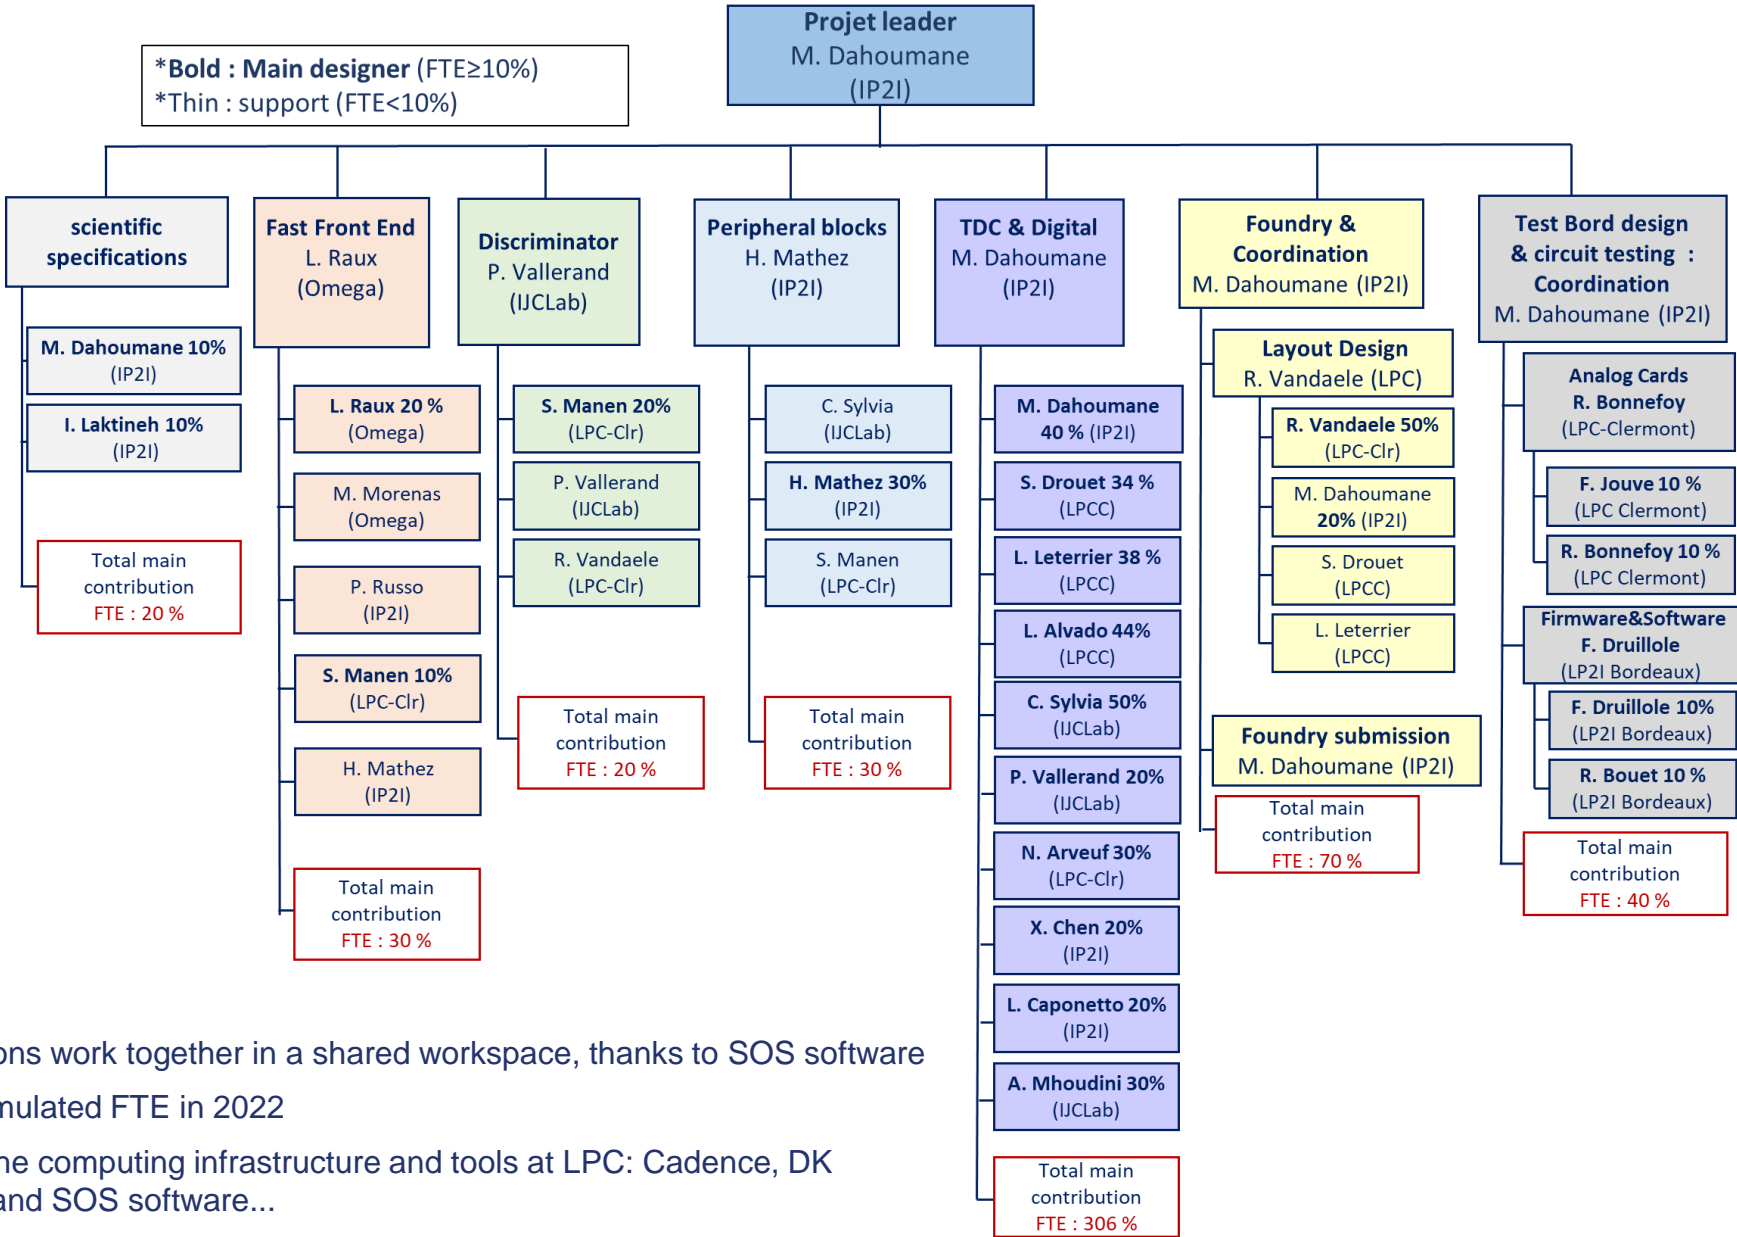 Projet leader
M. Dahoumane
(IP2I)
*Bold : Main designer (FTE≥10%)
*Thin : support (FTE<10%)
scientific
specifications
M. Dahoumane 10%
(IP2I)
I. Laktineh 10%
(IP2I)
Total main
contribution
FTE : 20 %
Fast Front End
L. Raux
(Omega)
L. Raux 20 %
(Omega)
M. Morenas
(Omega)
P. Russo
(IP2I)
S. Manen 10%
(LPC-Clr)
H. Mathez
(IP2I)
Total main
contribution
FTE : 30 %
Discriminator
P. Vallerand
(IJCLab)
S. Manen 20%
(LPC-Clr)
P. Vallerand
(IJCLab)
R. Vandaele
(LPC-Clr)
Total main
contribution
FTE : 20 %
Peripheral blocks
H. Mathez
(IP2I)
C. Sylvia
(IJCLab)
H. Mathez 30%
(IP2I)
S. Manen
(LPC-Clr)
Total main
contribution
FTE : 30 %
TDC & Digital
M. Dahoumane
(IP2I)
M. Dahoumane
40 % (IP2I)
S. Drouet 34 %
(LPCC)
L. Leterrier 38 %
(LPCC)
L. Alvado 44%
(LPCC)
C. Sylvia 50%
(IJCLab)
P. Vallerand 20%
(IJCLab)
N. Arveuf 30%
(LPC-Clr)
X. Chen 20%
(IP2I)
L. Caponetto 20%
(IP2I)
A. Mhoudini 30%
(IJCLab)
Total main
contribution
FTE : 306 %
Foundry &
Coordination
M. Dahoumane (IP2I)
Layout Design
R. Vandaele (LPC)
R. Vandaele 50%
(LPC-Clr)
M. Dahoumane
20% (IP2I)
S. Drouet
(LPCC)
L. Leterrier
(LPCC)
Foundry submission
M. Dahoumane (IP2I)
Total main
contribution
FTE : 70 %
Test Bord design
& circuit testing :
Coordination
M. Dahoumane (IP2I)
Analog Cards
R. Bonnefoy
(LPC-Clermont)
F. Jouve 10 %
(LPC Clermont)
R. Bonnefoy 10 %
(LPC Clermont)
Firmware&Software
F. Druillole
(LP2I Bordeaux)
F. Druillole 10%
(LP2I Bordeaux)
R. Bouet 10 %
(LP2I Bordeaux)
Total main
contribution
FTE : 40 %
ons work together in a shared workspace, thanks to SOS software
mulated FTE in 2022
ne computing infrastructure and tools at LPC: Cadence, DK
and SOS software...